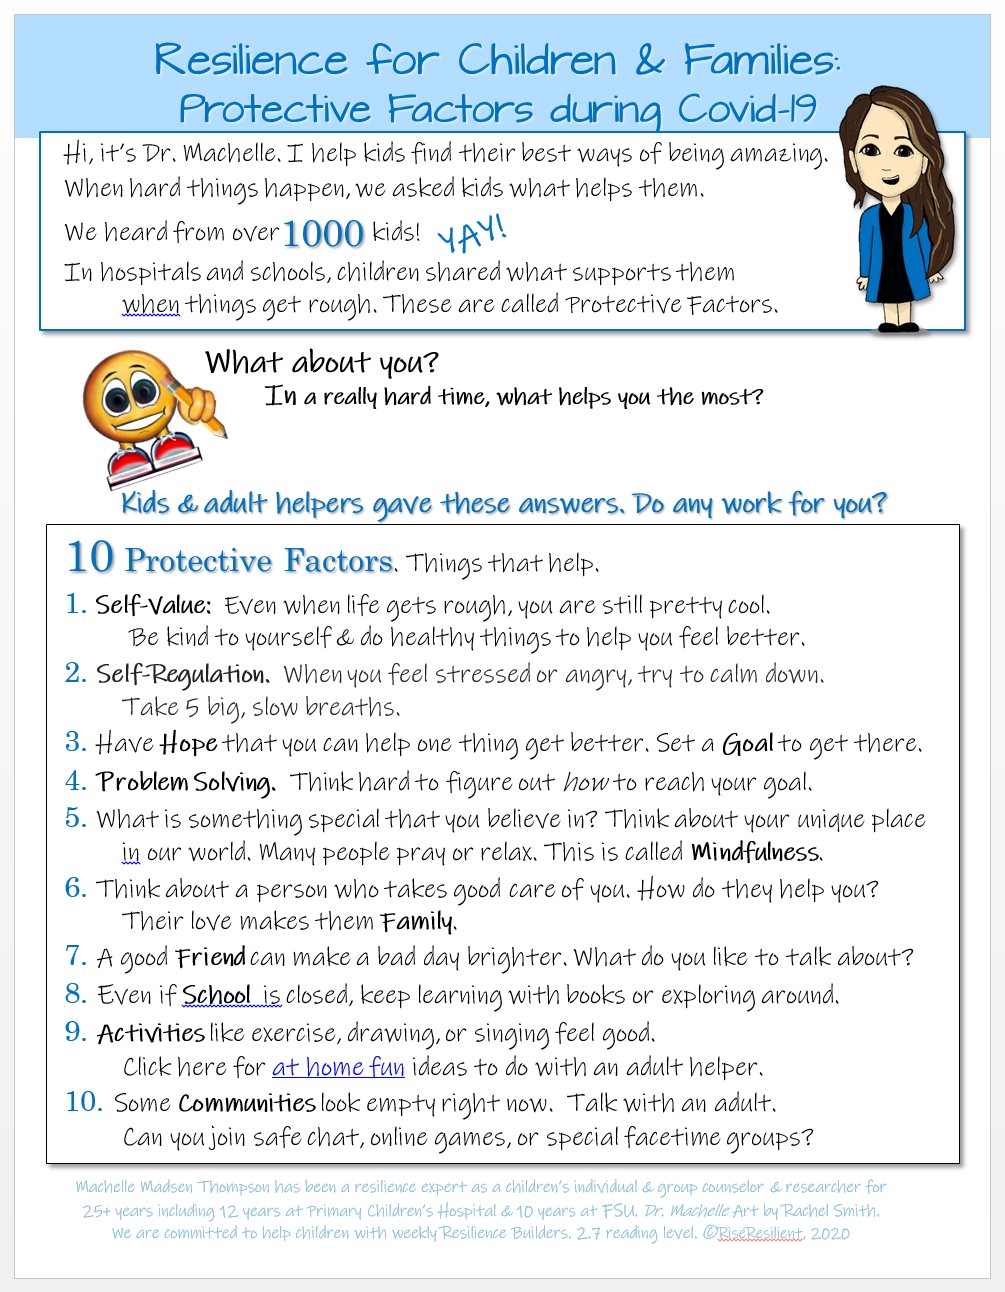 Resilience for Children & Families:
Protective Factors during Covid-19
Hi, it's Dr. Machelle. I help kids find their best ways of being amazing.
When hard things happen, we asked kids what helps them.
We heard from over 1000 kids! YAY!
In hospitals and schools, children shared what supports them
when things get rough. These are called Protective Factors.
What about you?
In a really hard time, what helps you the most?
Kids & adult helpers gave these answers. Do any work for you?
10 Protective Factors. Things that help.
1. Self-Value: Even when life gets rough, you are still pretty cool.
Be kind to yourself & do healthy things to help you feel better.
2. Self-Regulation. When you feel stressed or angry, try to calm down.
Take 5 big, slow breaths.
3. Have Hope that you can help one thing get better. Set a Goal to get there.
4. Problem Solving. Think hard to figure out how to reach your goal.
5. What is something special that you believe in? Think about your unique place
in our world. Many people pray or relax. This is called Mindfulness.
6. Think about a person who takes good care of you. How do they help you?
Their love makes them Family.
7. A good Friend can make a bad day brighter. What do you like to talk about?
8. Even if School is closed, keep learning with books or exploring around.
9. Activities like exercise, drawing, or singing feel good.
Click here for at home fun ideas to do with an adult helper.
10. Some Communities look empty right now. Talk with an adult.
Can you join safe chat, online games, or special facetime groups?
Machelle Madsen Thompson has been a resilience expert as a children's individual & group counselor & researcher for
25+ years including 12 years at Primary Children's Hospital & 10 years at FSU. Dr. Machelle Art by Rachel Smith.
We are committed to help children with weekly Resilience Builders. 2.7 reading level. ©RiseResilient, 2020